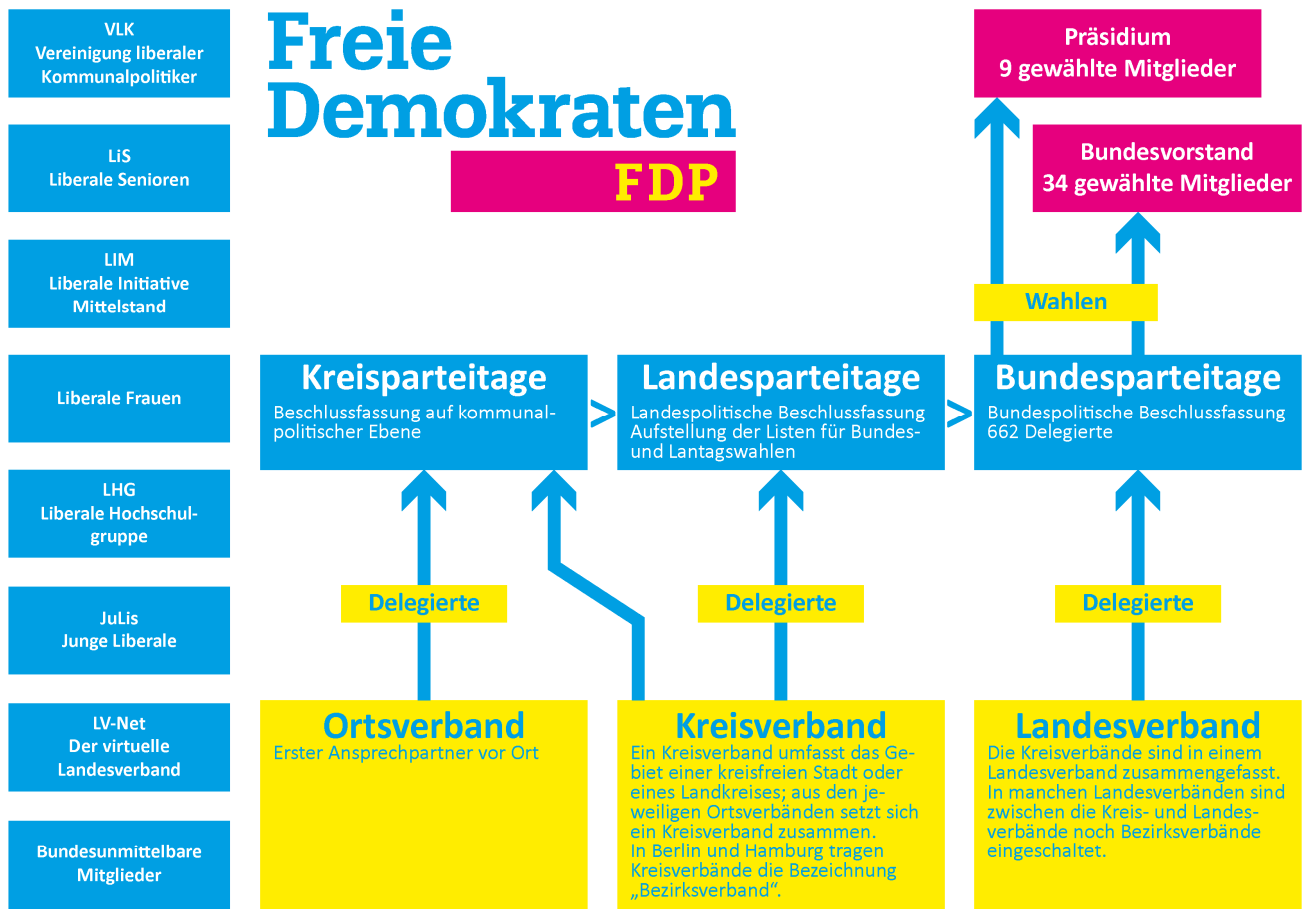 VLK
Vereinigung liberaler
Kommunalpolitiker
LiS
Liberale Senioren
LIM
Liberale Initiative
Mittelstand
Liberale Frauen
LHG
Liberale Hochschul-
gruppe
JuLis
Junge Liberale
LV-Net
Der virtuelle
Landesverband
Bundesunmittelbare
Mitglieder
Freie
Demokraten
FDP
Präsidium
9 gewählte Mitglieder
Bundesvorstand
34 gewählte Mitglieder
Wahlen
Kreisparteitage
Beschlussfassung auf kommunal-
politischer Ebene
>
Landesparteitage
Landespolitische Beschlussfassung
Aufstellung der Listen für Bundes-
und Lantagswahlen
>
Bundesparteitage
Bundespolitische Beschlussfassung
662 Delegierte
Delegierte
Delegierte
Delegierte
Ortsverband
Erster Ansprechpartner vor Ort
Kreisverband
Ein Kreisverband umfasst das Ge-
biet einer kreisfreien Stadt oder
eines Landkreises; aus den je-
weiligen Ortsverbänden setzt sich
ein Kreisverband zusammen.
In Berlin und Hamburg tragen
Kreisverbände die Bezeichnung
„Bezirksverband“.
Landesverband
Die Kreisverbände sind in einem
Landesverband zusammengefasst.
In manchen Landesverbänden sind
zwischen die Kreis- und Landes-
verbände noch Bezirksverbände
eingeschaltet.